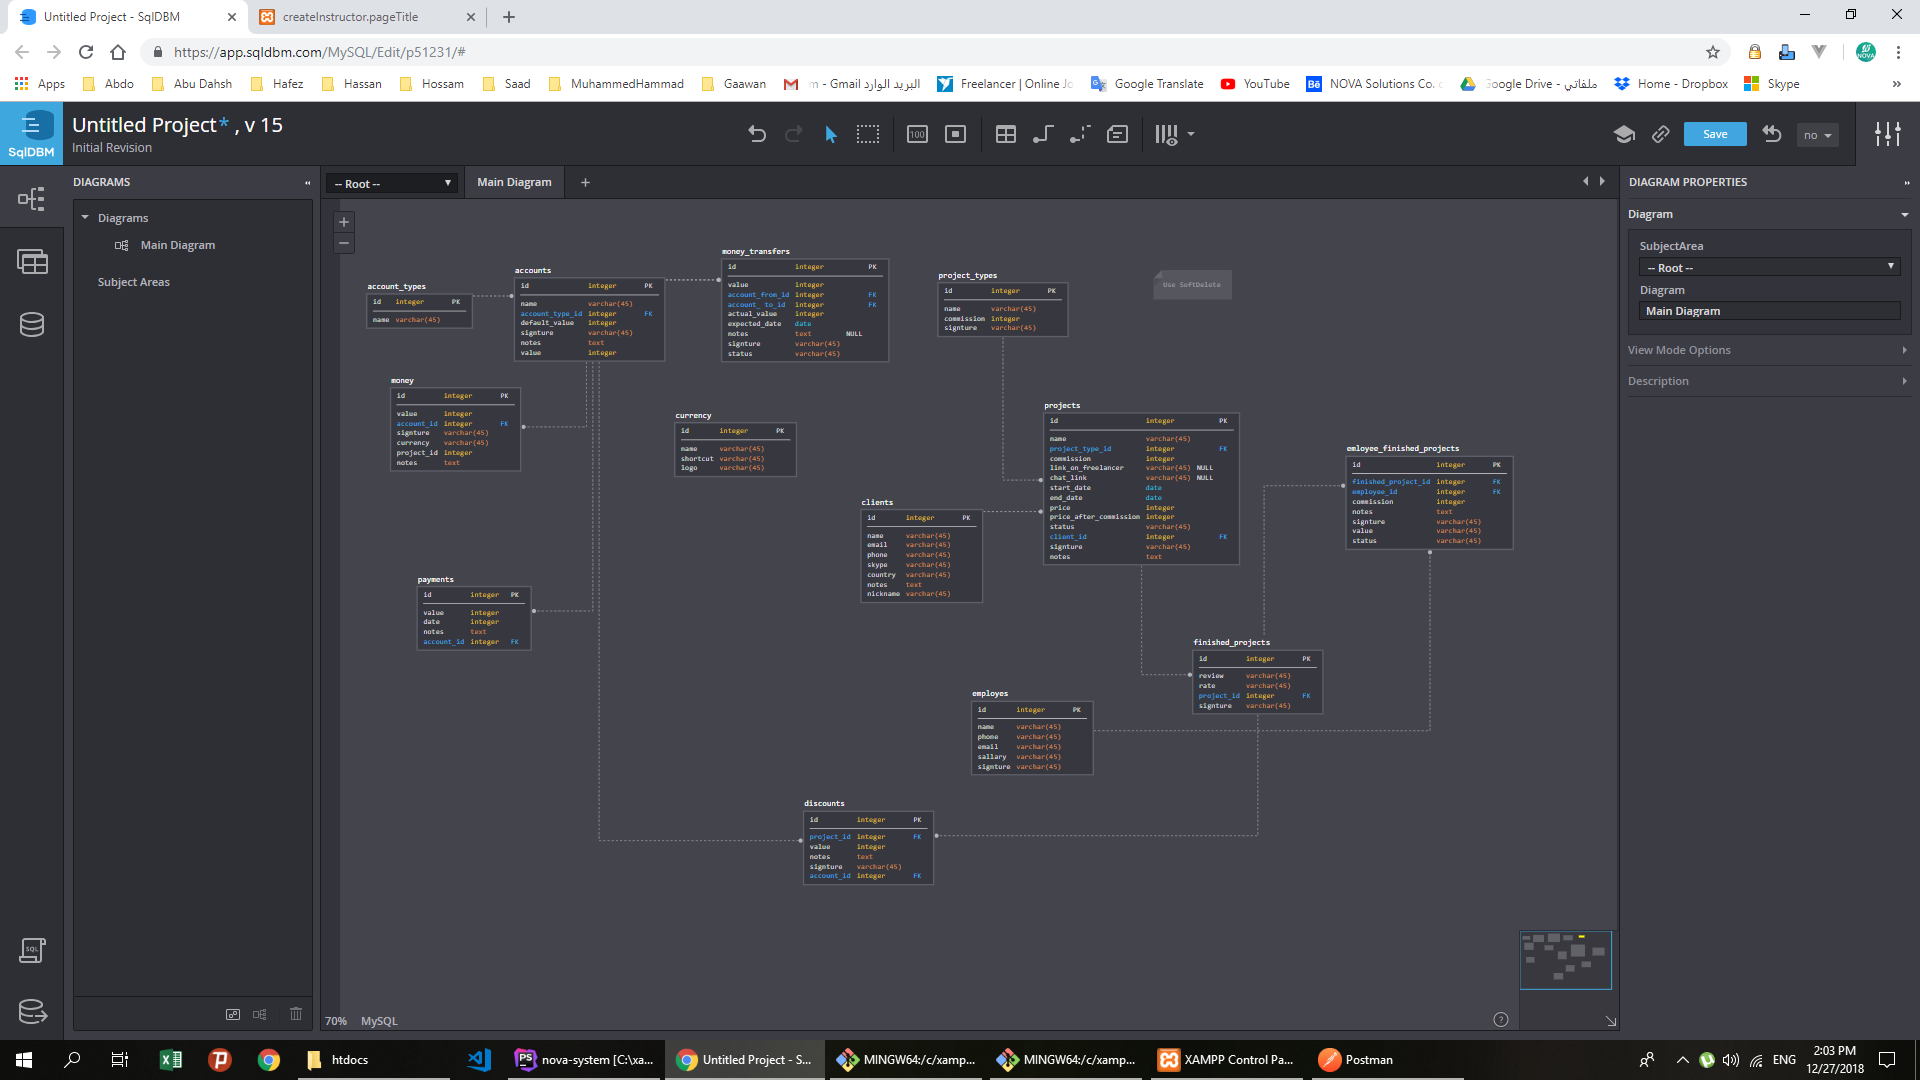 Untitled Project - SqlDBM
createInstructor.pageTitle
https://app.sqldbm.com/MySQL/Edit/p51231/#
Apps
Abdo
Abu Dahsh
Hafez
Hassan
Hossam
Saad
MuhammedHammad
Gaawan
m - Gmail البريد الوارد
Freelancer | Online Jo
Google Translate
YouTube
NOVA Solutions Co.
Google Drive - ملفاتي
Home - Dropbox
Skype
SqlDBM
Untitled Project* , v 15
Initial Revision
100
Save
no
DIAGRAMS
Diagrams
Main Diagram
Subject Areas
-- Root --
Main Diagram
DIAGRAM PROPERTIES
Diagram
SubjectArea
-- Root --
Diagram
Main Diagram
View Mode Options
Description
account_types
id integer PK
name varchar(45)
accounts
id integer PK
name varchar(45)
account_type_id integer FK
default_value integer
signture varchar(45)
notes text
value integer
money_transfers
id integer PK
value integer
account_from_id integer FK
account__to_id integer FK
actual_value integer
expected_date date
notes text NULL
signture varchar(45)
status varchar(45)
project_types
id integer PK
name varchar(45)
commission integer
signture varchar(45)
Use SoftDelete
money
id integer PK
value integer
account_id integer FK
signture varchar(45)
currency varchar(45)
project_id integer
notes text
currency
id integer PK
name varchar(45)
shortcut varchar(45)
logo varchar(45)
projects
id integer PK
name varchar(45)
project_type_id integer FK
commission integer
link_on_freelancer varchar(45) NULL
chat_link varchar(45) NULL
start_date date
end_date date
price integer
price_after_commission integer
status varchar(45)
client_id integer FK
signture varchar(45)
notes text
emloyee_finished_projects
id integer PK
finished_project_id integer FK
employee_id integer FK
commission integer
notes text
signture varchar(45)
value varchar(45)
status varchar(45)
clients
id integer PK
name varchar(45)
email varchar(45)
phone varchar(45)
skype varchar(45)
country varchar(45)
notes text
nickname varchar(45)
payments
id integer PK
value integer
date integer
notes text
account_id integer FK
finished_projects
id integer PK
review varchar(45)
rate varchar(45)
project_id integer FK
signture varchar(45)
employes
id integer PK
name varchar(45)
phone varchar(45)
email varchar(45)
sallary varchar(45)
signture varchar(45)
discounts
id integer PK
project_id integer FK
value integer
notes text
signture varchar(45)
account_id integer FK
SQL
70% MySQL
htdocs
nova-system [C:\xa...
Untitled Project - S...
MINGW64:/c/xamp...
MINGW64:/c/xamp...
XAMPP Control Pa...
Postman
ENG
2:03 PM
12/27/2018